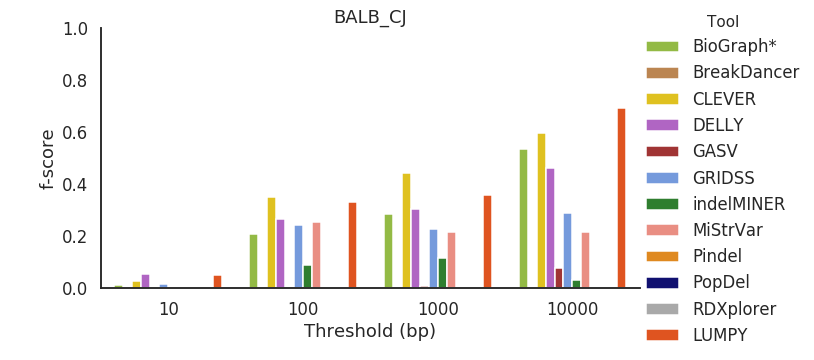 BALB_CJ
Tool
1.0
0.8
0.6
0.4
0.2
0.0
f-score
10
100
1000
10000
Threshold (bp)
BioGraph*
BreakDancer
CLEVER
DELLY
GASV
GRIDSS
indelMINER
MiStrVar
Pindel
PopDel
RDXplorer
LUMPY